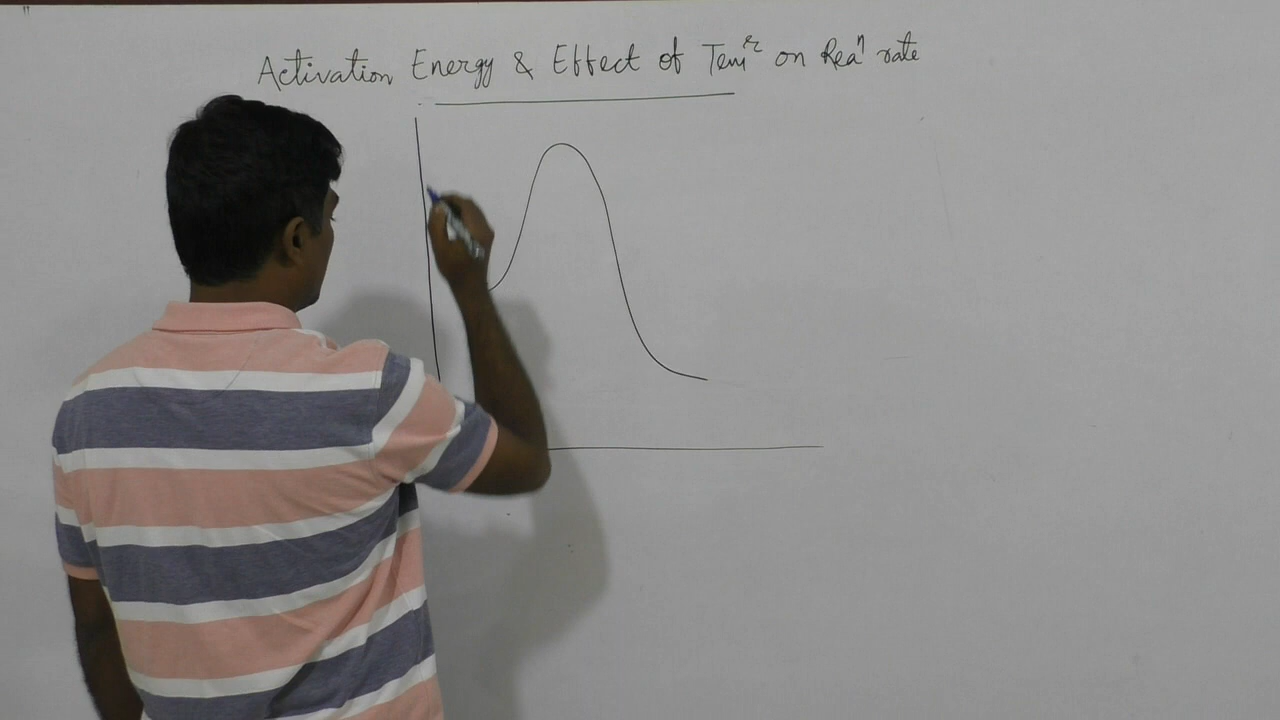 Activation Energy & Effect of Temʳ on Reaⁿ rate